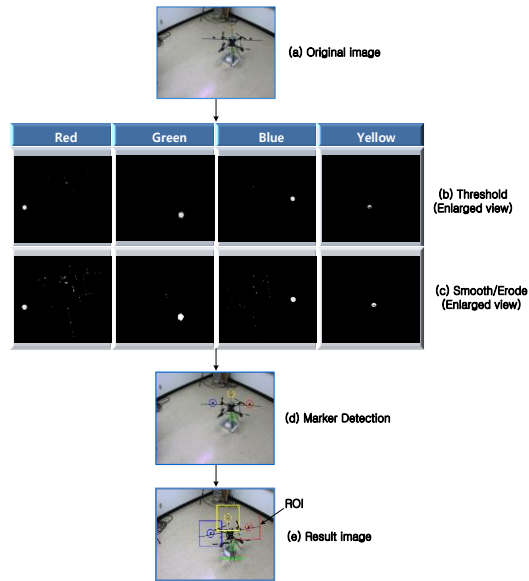 (a) Original image
Red Green Blue Yellow
(b) Threshold
(Enlarged view)
(c) Smooth/Erode
(Enlarged view)
(d) Marker Detection
ROI
(e) Result image